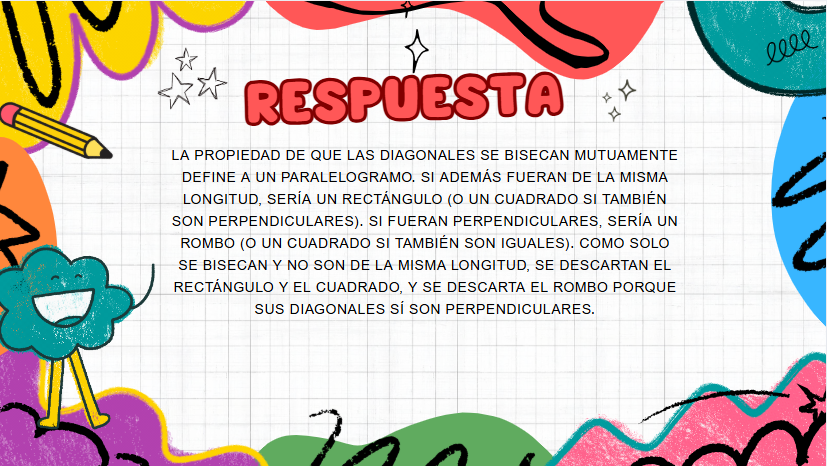 RESPUESTA
LA PROPIEDAD DE QUE LAS DIAGONALES SE BISECAN MUTUAMENTE
DEFINE A UN PARALELOGRAMO. SI ADEMÁS FUERAN DE LA MISMA
LONGITUD, SERÍA UN RECTÁNGULO (O UN CUADRADO SI TAMBIÉN
SON PERPENDICULARES). SI FUERAN PERPENDICULARES, SERÍA UN
ROMBO (O UN CUADRADO SI TAMBIÉN SON IGUALES). COMO SOLO
SE BISECAN Y NO SON DE LA MISMA LONGITUD, SE DESCARTAN EL
RECTÁNGULO Y EL CUADRADO, Y SE DESCARTA EL ROMBO PORQUE
SUS DIAGONALES SÍ SON PERPENDICULARES.